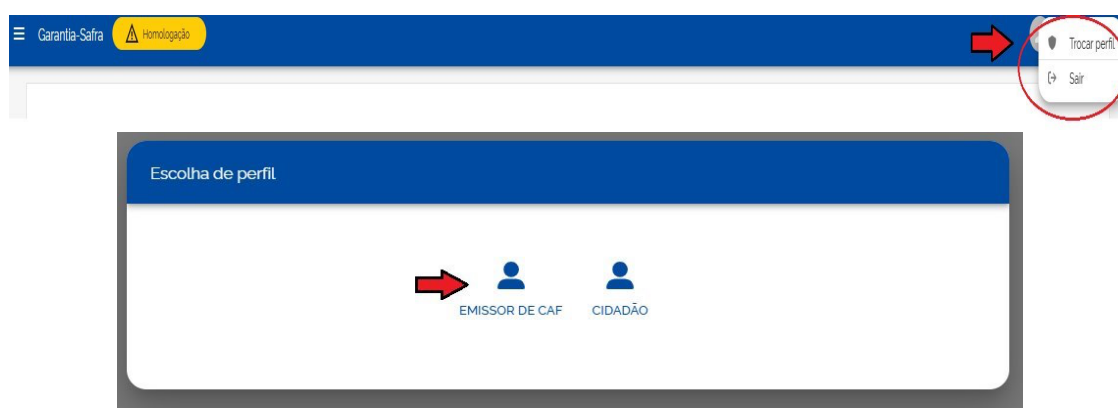 Garantia-Safra Homologação
Trocar perfil
Sair
Escolha de perfil
EMISSOR DE CAF CIDADÃO